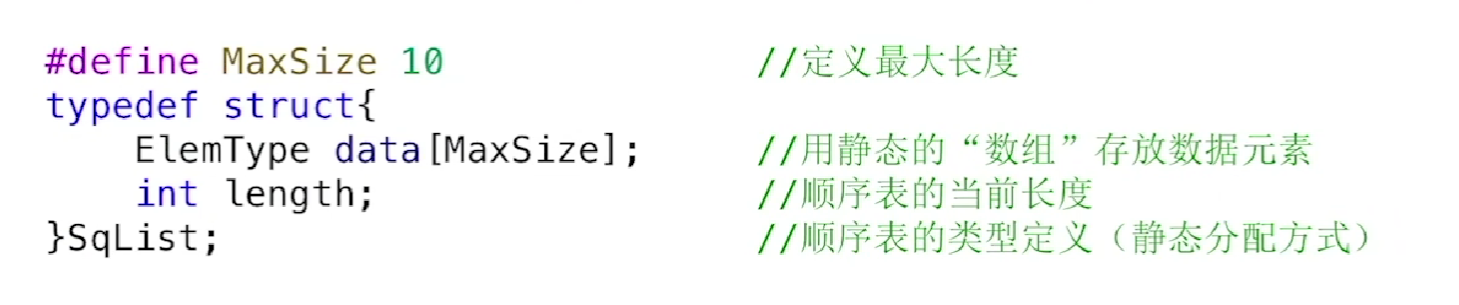 #define MaxSize 10 //定义最大长度
typedef struct{
    ElemType data[MaxSize]; //用静态的“数组”存放数据元素
    int length; //顺序表的当前长度
}SqList; //顺序表的类型定义（静态分配方式）